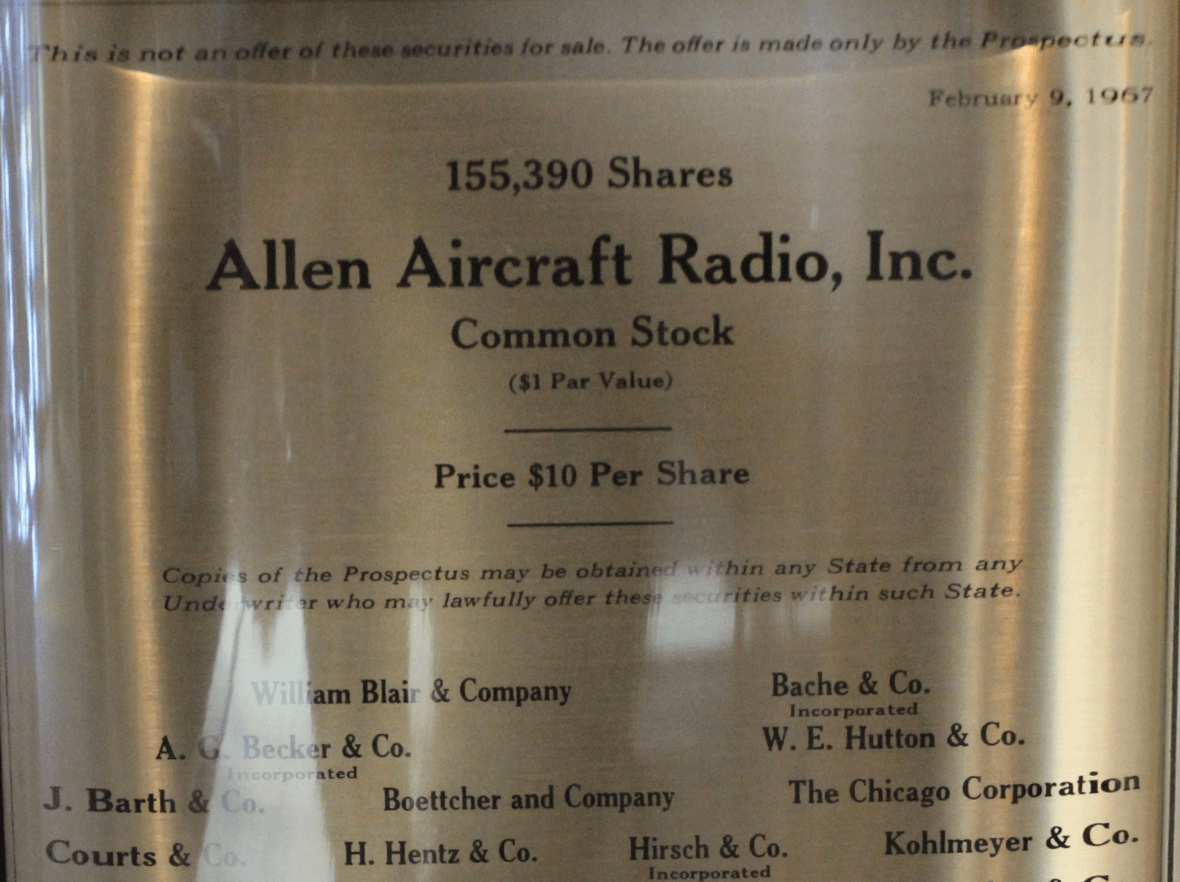 This is not an offer of these securities for sale. The offer is made only by the Prospectus.
February 9, 1967
155,390 Shares
Allen Aircraft Radio, Inc.
Common Stock
($1 Par Value)
Price $10 Per Share
Copies of the Prospectus may be obtained within any State from any
Underwriter who may lawfully offer these securities within such State.
William Blair & Company
Bache & Co.
Incorporated
A. G. Becker & Co.
Incorporated
W. E. Hutton & Co.
J. Barth & Co.
Boettcher and Company
The Chicago Corporation
Courts & Co.
H. Hentz & Co.
Hirsch & Co.
Incorporated
Kohlmeyer & Co.